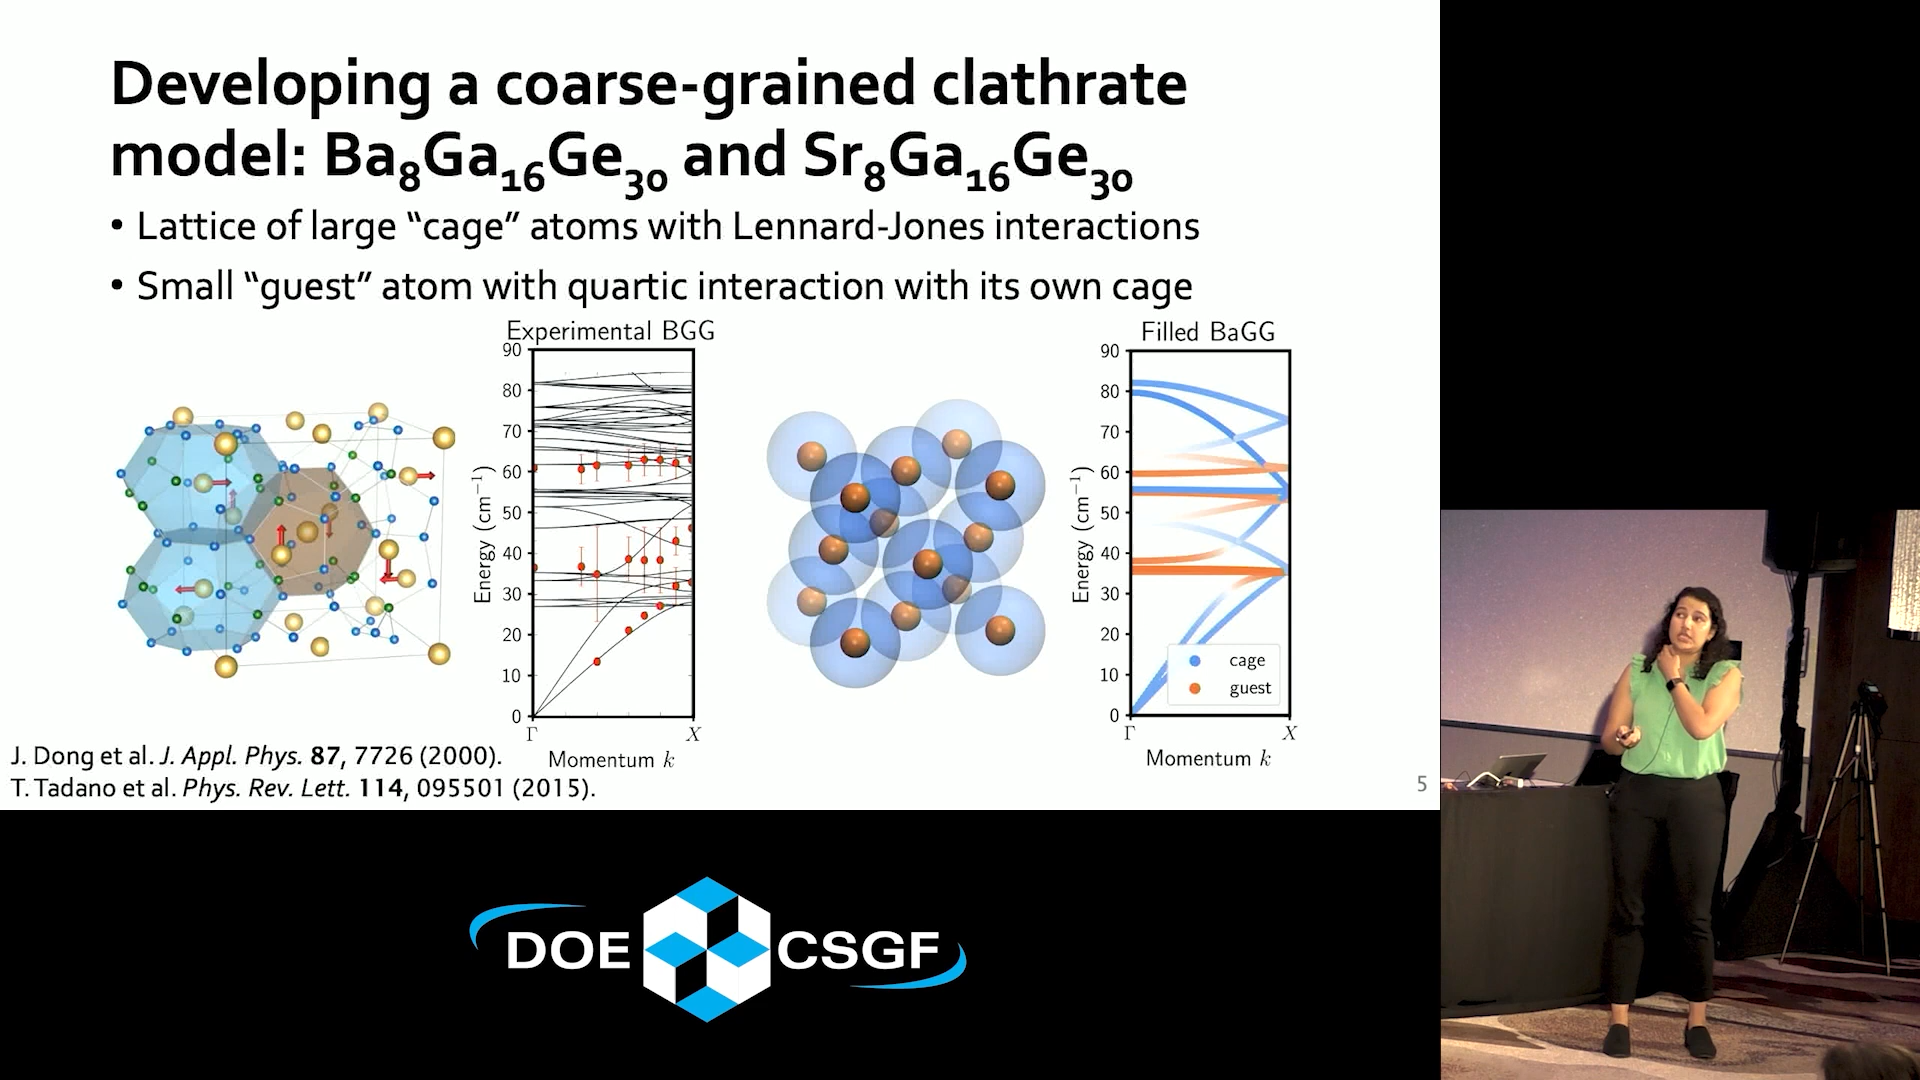 Developing a coarse-grained clathrate
model: Ba₈Ga₁₆Ge₃₀ and Sr₈Ga₁₆Ge₃₀
• Lattice of large “cage” atoms with Lennard-Jones interactions
• Small “guest” atom with quartic interaction with its own cage
Experimental BGG
90
80
70
60
50
40
30
20
10
0
Energy (cm⁻¹)
Γ X
Momentum k
Filled BaGG
90
80
70
60
50
40
30
20
10
0
Energy (cm⁻¹)
cage
guest
Γ X
Momentum k
J. Dong et al. J. Appl. Phys. 87, 7726 (2000).
T. Tadano et al. Phys. Rev. Lett. 114, 095501 (2015).
5
DOE CSGF